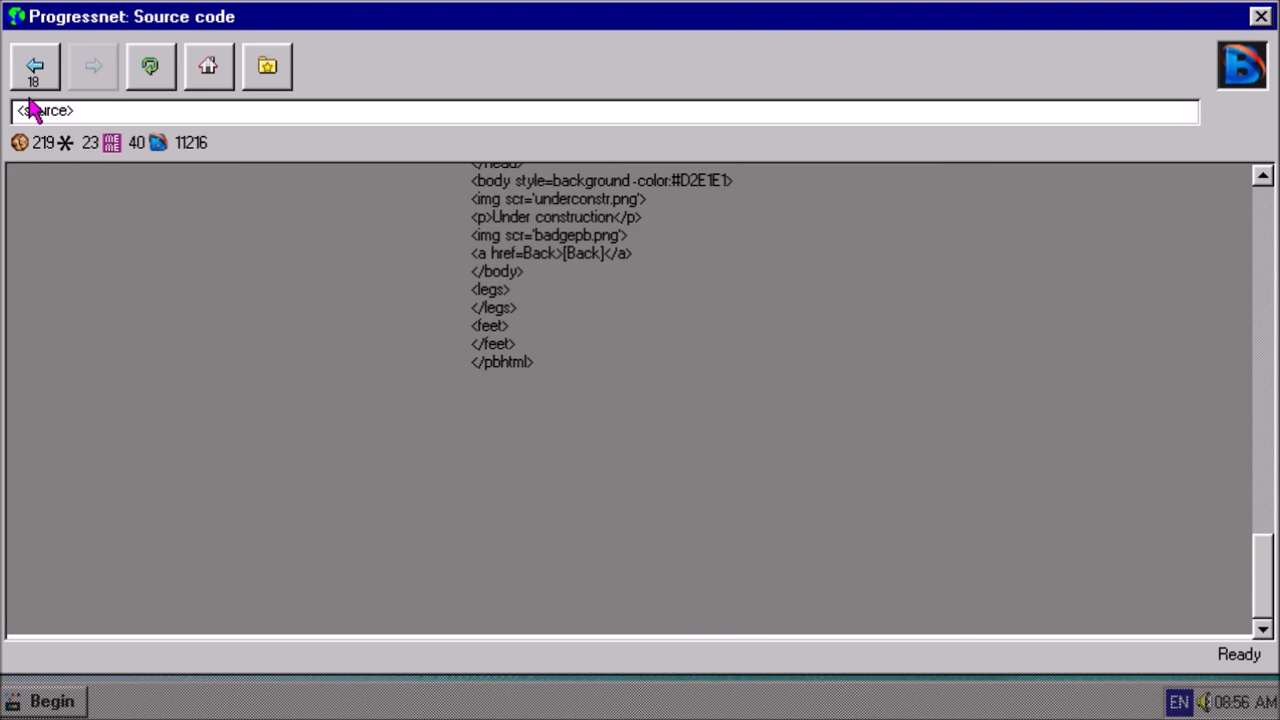 Progressnet: Source code
18
<source>
219 23 40 11216
</head>
<body style=background-color:#D2E1E1>
<img scr='underconstr.png'>
<p>Under construction</p>
<img scr='badgepb.png'>
<a href=Back>[Back]</a>
</body>
<legs>
</legs>
<feet>
</feet>
</pbhtml>
Ready
Begin
EN 08:56 AM